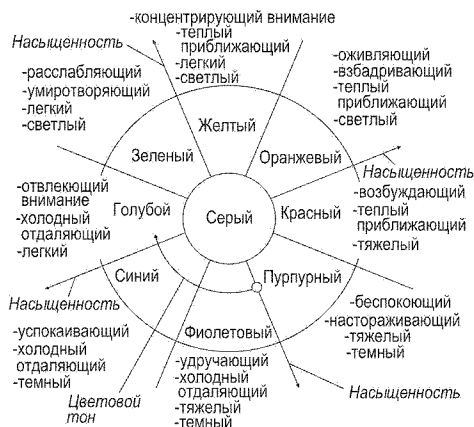 -концентрирующий внимание
-теплый
приближающий
-легкий
-светлый
Насыщенность
-расслабляющий
-умиротворяющий
-легкий
-светлый
-оживляющий
-взбадривающий
-теплый
приближающий
-светлый
Желтый
Зеленый
Оранжевый
Насыщенность
-отвлекающий
внимание
-холодный
отдаляющий
-легкий
Голубой
Серый
Красный
-возбуждающий
-теплый
приближающий
-тяжелый
Синий
Пурпурный
Насыщенность
-успокаивающий
-холодный
отдаляющий
-темный
-беспокоющий
-настораживающий
-тяжелый
-темный
Фиолетовый
Цветовой
тон
-удручающий
-холодный
отдаляющий
-тяжелый
-темный
Насыщенность